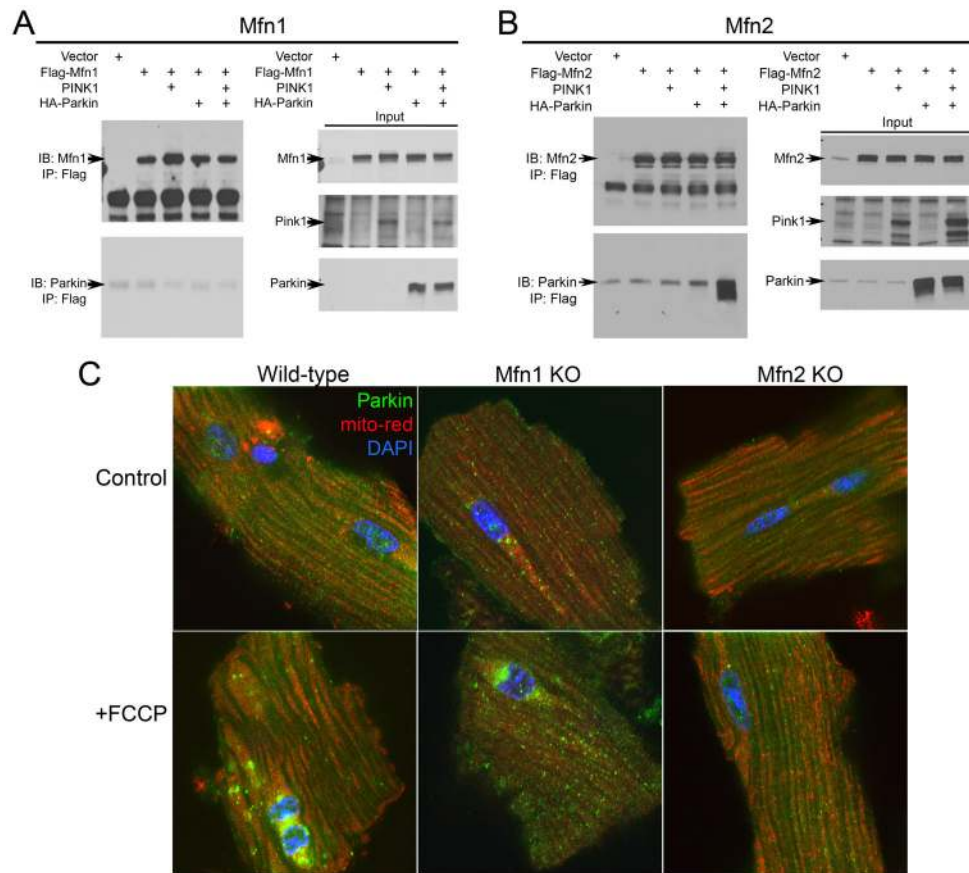 A
Mfn1
Vector + +
Flag-Mfn1 + + + + Flag-Mfn1 + + + +
PINK1 + + PINK1 + +
HA-Parkin + + HA-Parkin + +
Input
IB: Mfn1
IP: Flag
Mfn1
Pink1
IB: Parkin
IP: Flag
Parkin
B
Mfn2
Vector + Vector +
Flag-Mfn2 + + + + Flag-Mfn2 + + + +
PINK1 + + PINK1 + +
HA-Parkin + + HA-Parkin + +
Input
IB: Mfn2
IP: Flag
Mfn2
Pink1
IB: Parkin
IP: Flag
Parkin
C
Wild-type Mfn1 KO Mfn2 KO
Parkin
mito-red
DAPI
Control
+FCCP